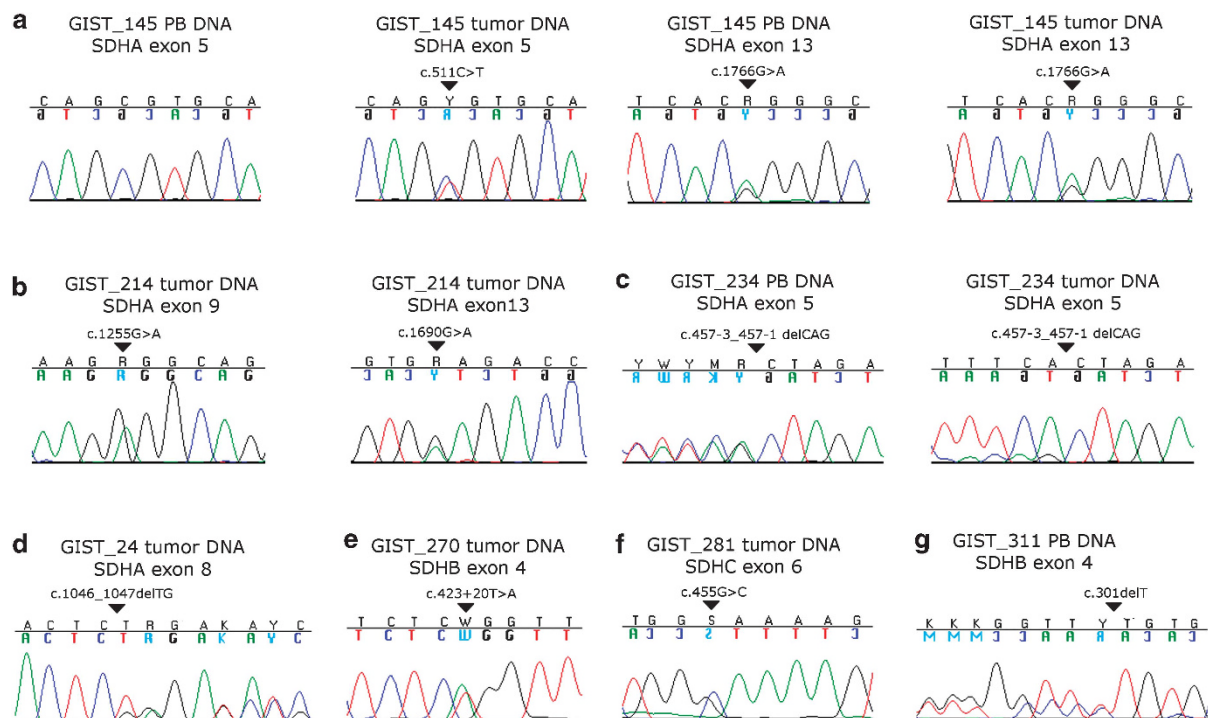 a
GIST_145 PB DNA
SDHA exon 5
C A G C G T G C A
G T C G C A C G T
GIST_145 tumor DNA
SDHA exon 5
c.511C>T
C A G Y G T G C A
G T C R C A C G T
GIST_145 PB DNA
SDHA exon 13
c.1766G>A
T C A C R G G G C
A G T G Y C C C G
GIST_145 tumor DNA
SDHA exon 13
c.1766G>A
T C A C R G G G C
A G T G Y C C C G
b
GIST_214 tumor DNA
SDHA exon 9
c.1255G>A
A A G R G G C A G
A A G R G G C A G
GIST_214 tumor DNA
SDHA exon13
c.1690G>A
G T G R A G A C C
C A C Y T C T G G
c
GIST_234 PB DNA
SDHA exon 5
c.457-3_457-1 delCAG
Y W Y M R C T A G A
R W R K Y G A T C T
GIST_234 tumor DNA
SDHA exon 5
c.457-3_457-1 delCAG
T T T C A C T A G A
A A A G T G A T C T
d
GIST_24 tumor DNA
SDHA exon 8
c.1046_1047delTG
A C T C T R G A K A Y C
A C T C T R G A K A Y C
e
GIST_270 tumor DNA
SDHB exon 4
c.423+20T>A
T C T C W G G T T
T C T C W G G T T
f
GIST_281 tumor DNA
SDHC exon 6
c.455G>C
T G G S A A A A G
A C C S T T T T C
g
GIST_311 PB DNA
SDHB exon 4
c.301delT
K K K G G T T Y T G T G
M M M C C A A R A C A C